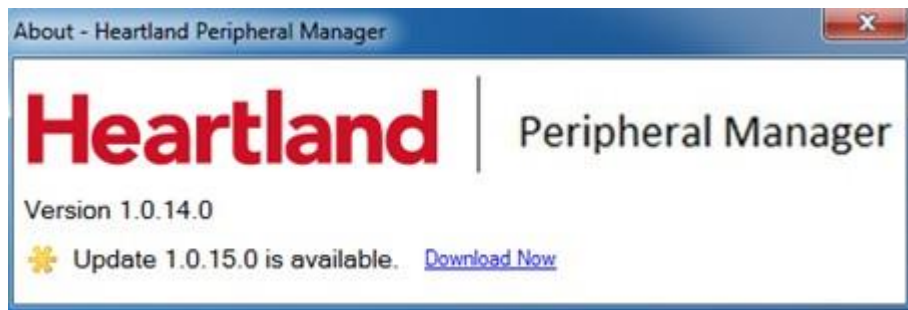 About - Heartland Peripheral Manager
Heartland Peripheral Manager
Version 1.0.14.0
Update 1.0.15.0 is available. Download Now